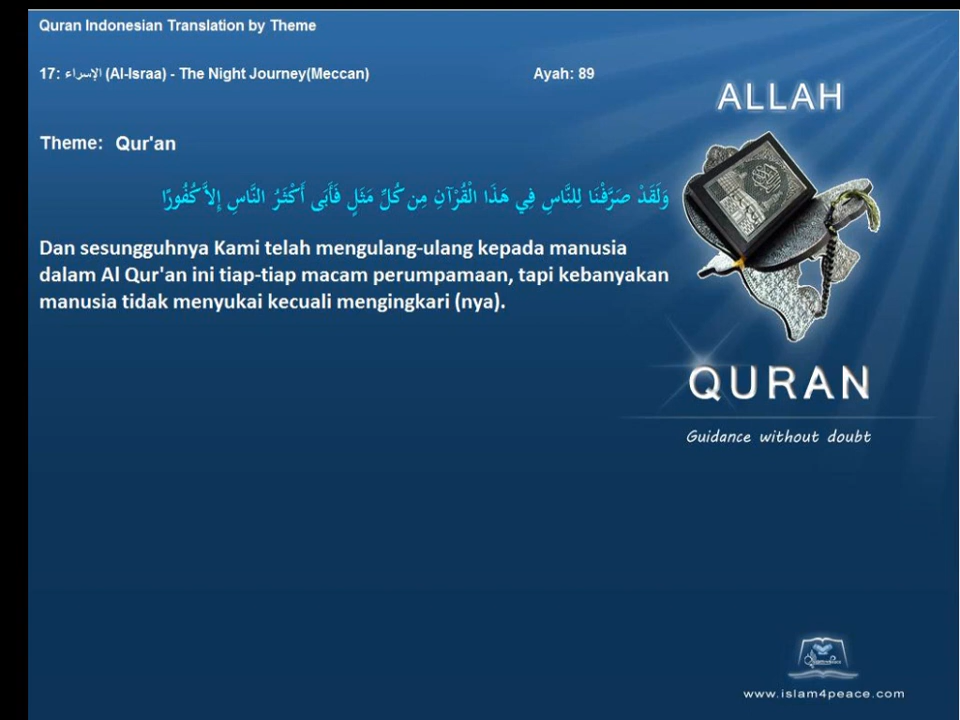 Quran Indonesian Translation by Theme
17: الإسراء (Al-Israa) - The Night Journey(Meccan) Ayah: 89
Theme: Qur'an
وَلَقَدْ صَرَّفْنَا لِلنَّاسِ فِي هَذَا الْقُرْآنِ مِن كُلِّ مَثَلٍ فَأَبَى أَكْثَرُ النَّاسِ إِلاَّ كُفُورًا
Dan sesungguhnya Kami telah mengulang-ulang kepada manusia
dalam Al Qur'an ini tiap-tiap macam perumpamaan, tapi kebanyakan
manusia tidak menyukai kecuali mengingkari (nya).
ALLAH
QURAN
Guidance without doubt
www.islam4peace.com